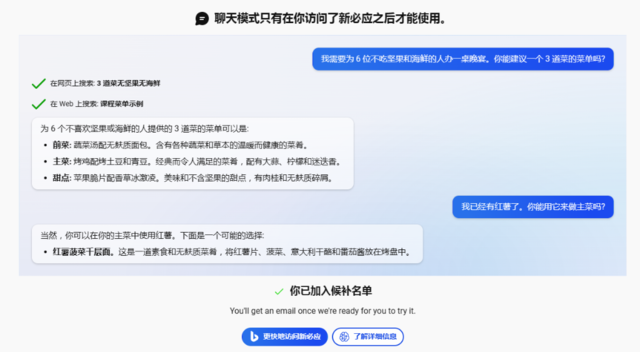 聊天模式只有在你访问了新必应之后才能使用。
我需要为 6 位不吃坚果和海鲜的人办一桌晚宴。你能建议一个 3 道菜的菜单吗?
在网页上搜索: 3 道菜无坚果无海鲜
在 Web 上搜索: 课程菜单示例
为 6 个不喜欢坚果或海鲜的人提供的 3 道菜的菜单可以是:
• 前菜: 蔬菜汤配无麸质面包。含有各种蔬菜和草本的温暖而健康的菜肴。
• 主菜: 烤鸡配烤土豆和青豆。经典而令人满足的菜肴，配有大蒜、柠檬和迷迭香。
• 甜点: 苹果脆片配香草冰激凌。美味和不含坚果的甜点，有肉桂和无麸质碎屑。
我已经有红薯了。你能用它来做主菜吗?
当然，你可以在你的主菜中使用红薯。下面是一个可能的选择:
• 红薯菠菜千层面。这是一道素食和无麸质菜肴，将红薯片、菠菜、意大利干酪和番茄酱放在烤盘中。
你已加入候补名单
You'll get an email once we're ready for you to try it.
更快地访问新必应
了解详细信息